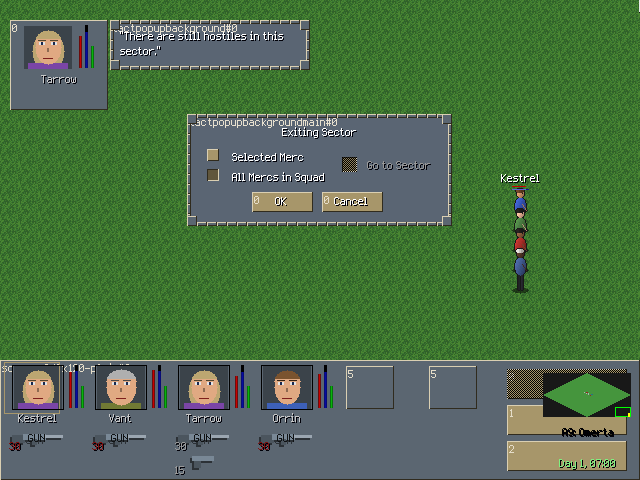 0
actpopupbackground#0
"There are still hostiles in this
sector."
Tarrow
actpopupbackgroundmain#0
Exiting Sector
Selected Merc
All Mercs in Squad
Go to Sector
0 OK
0 Cancel
Kestrel
5
5
Kestrel
Vant
Tarrow
Orrin
GUN
30
GUN
30
GUN
30
GUN
30
15
1
A9: Omerta
2
Day 1, 07:00